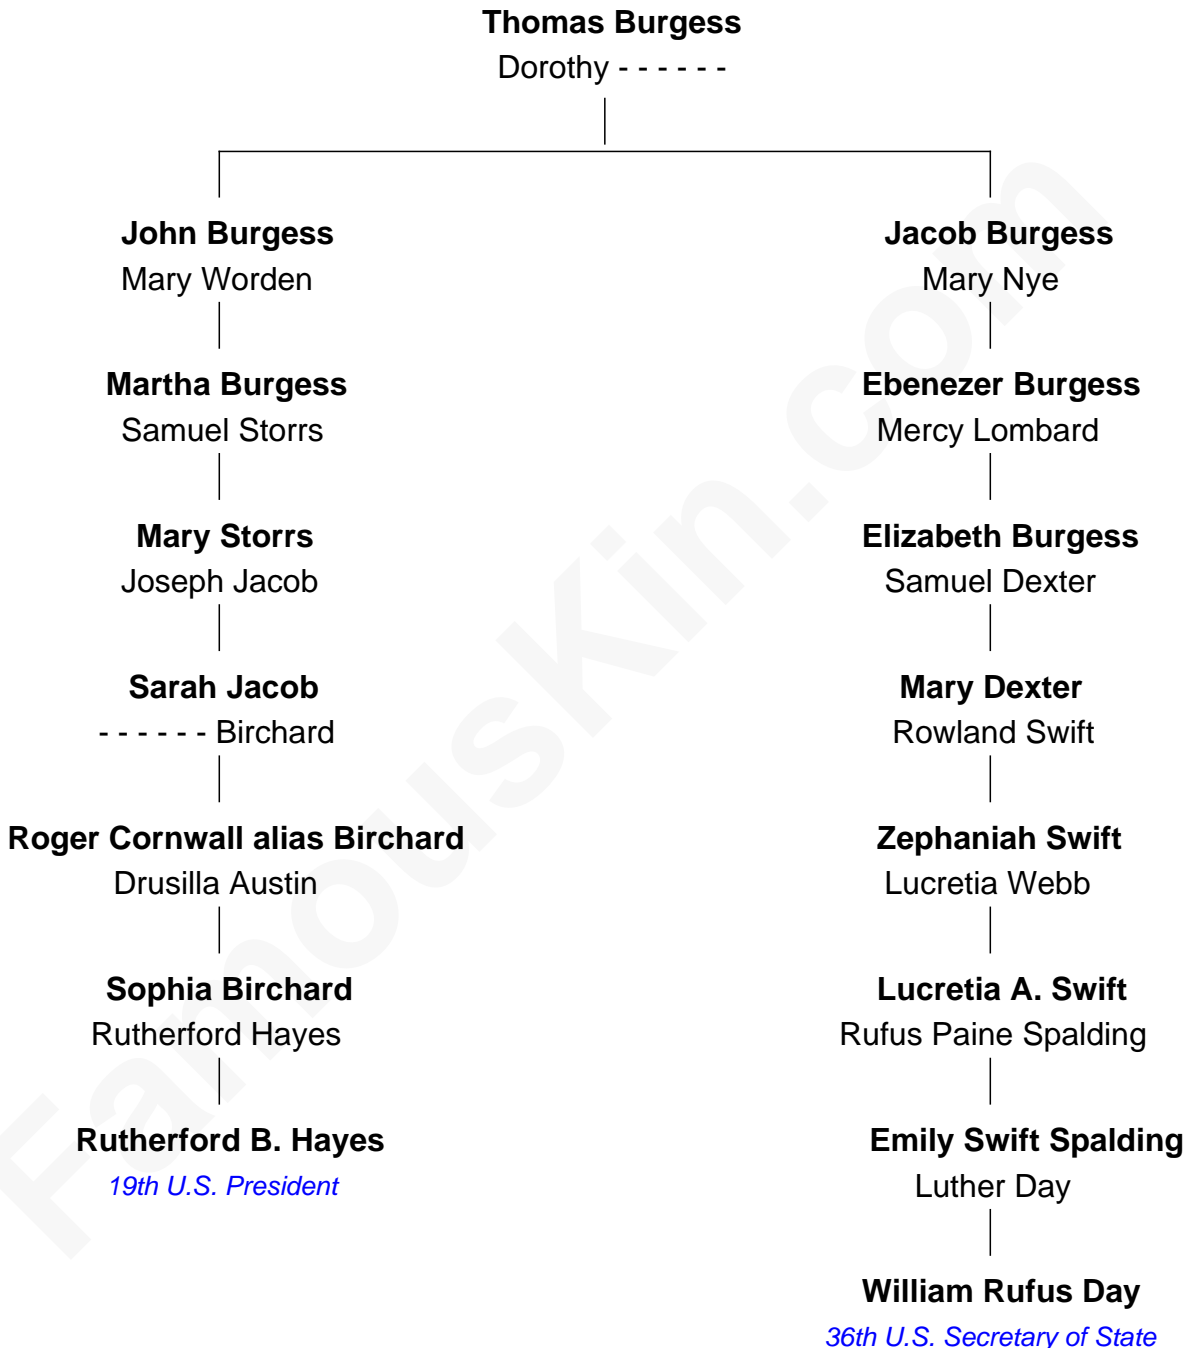 Thomas Burgess
Dorothy - - - - - -
John Burgess
Mary Worden
Jacob Burgess
Mary Nye
Martha Burgess
Samuel Storrs
Ebenezer Burgess
Mercy Lombard
Mary Storrs
Joseph Jacob
Elizabeth Burgess
Samuel Dexter
Sarah Jacob
- - - - - - Birchard
Mary Dexter
Rowland Swift
Roger Cornwall alias Birchard
Drusilla Austin
Zephaniah Swift
Lucretia Webb
Sophia Birchard
Rutherford Hayes
Lucretia A. Swift
Rufus Paine Spalding
Rutherford B. Hayes
19th U.S. President
Emily Swift Spalding
Luther Day
William Rufus Day
36th U.S. Secretary of State
FamousKin.com